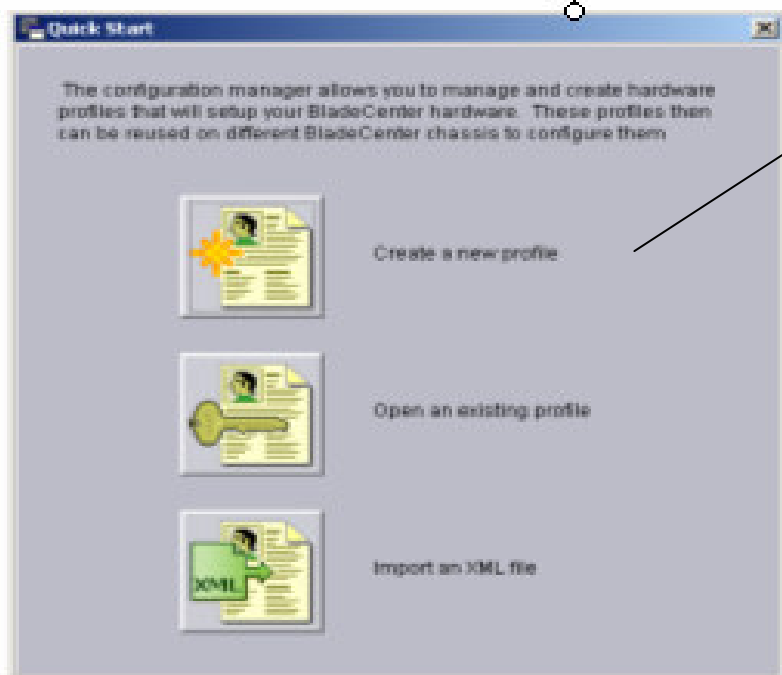 Quick Start
The configuration manager allows you to manage and create hardware
profiles that will setup your BladeCenter hardware. These profiles then
can be reused on different BladeCenter chassis to configure them
Create a new profile
Open an existing profile
XML
Import an XML file